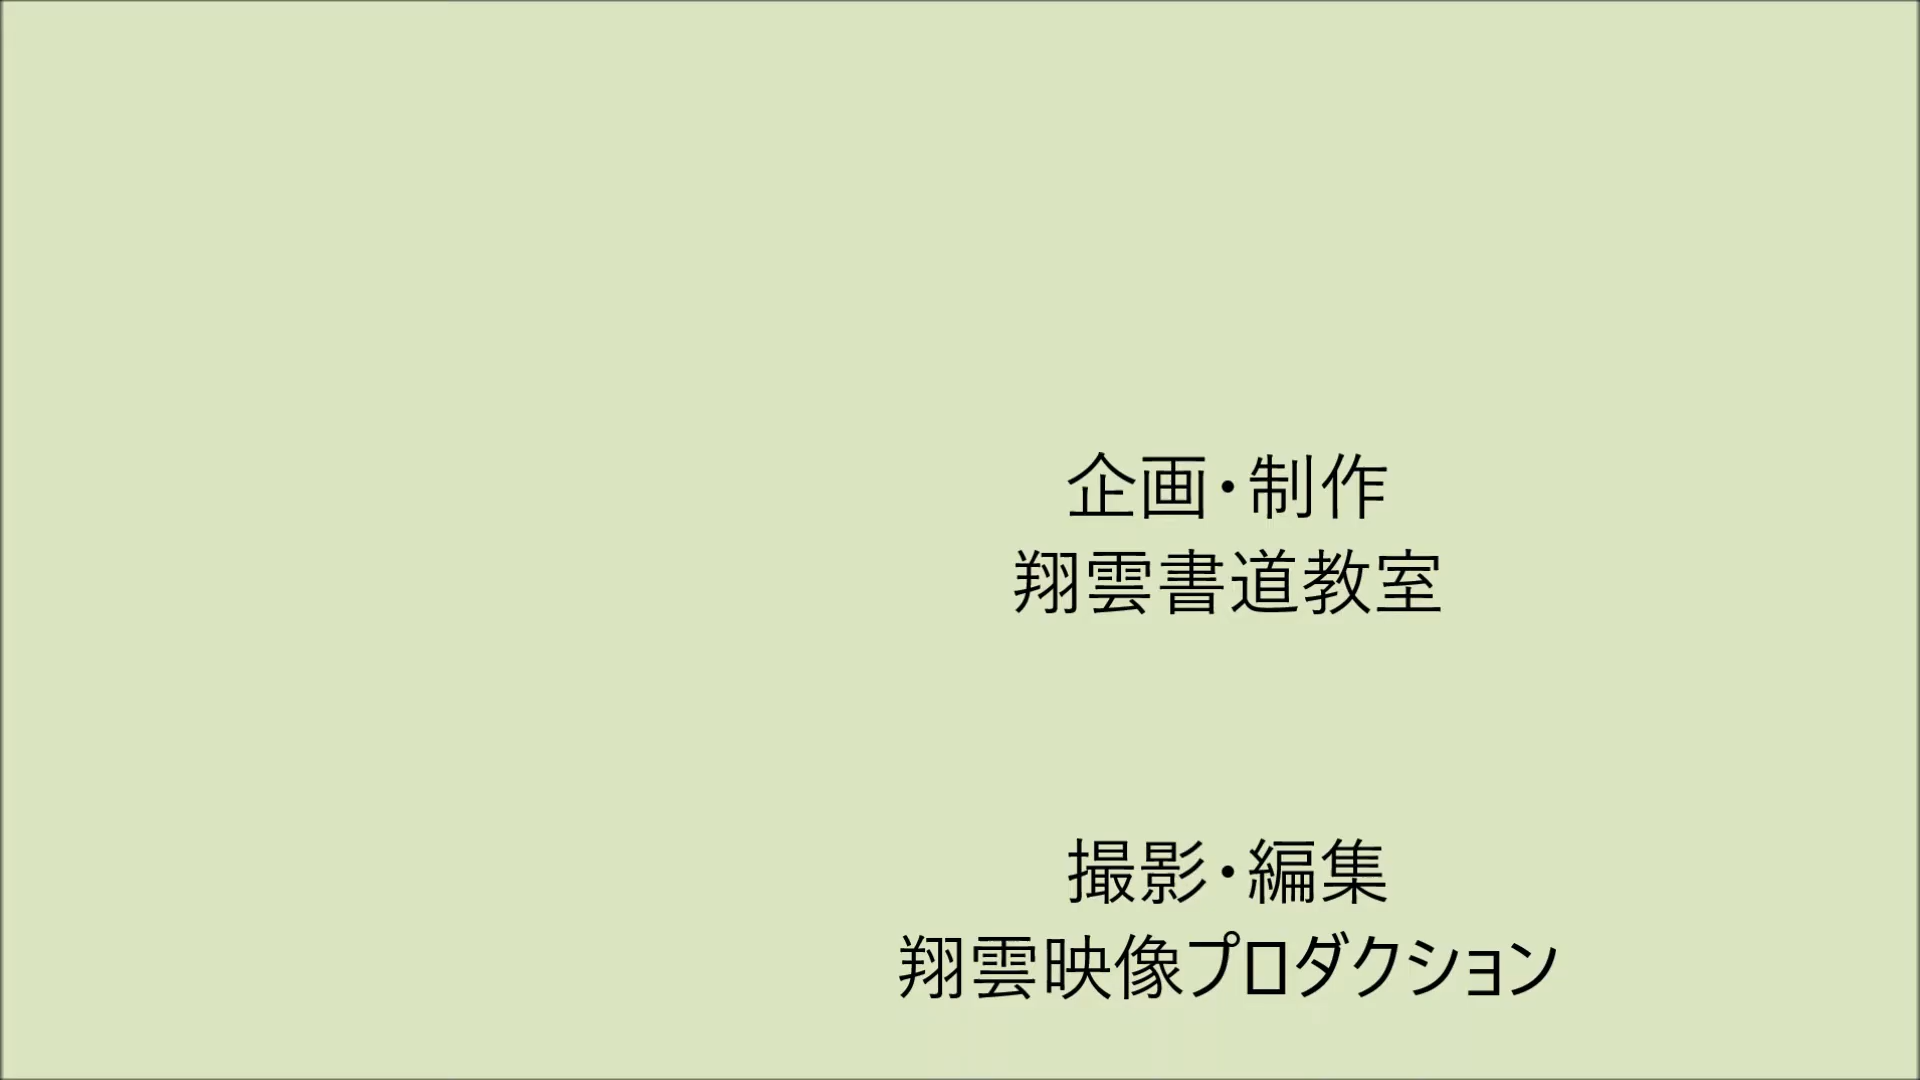 企画・制作
翔雲書道教室
撮影・編集
翔雲映像プロダクション